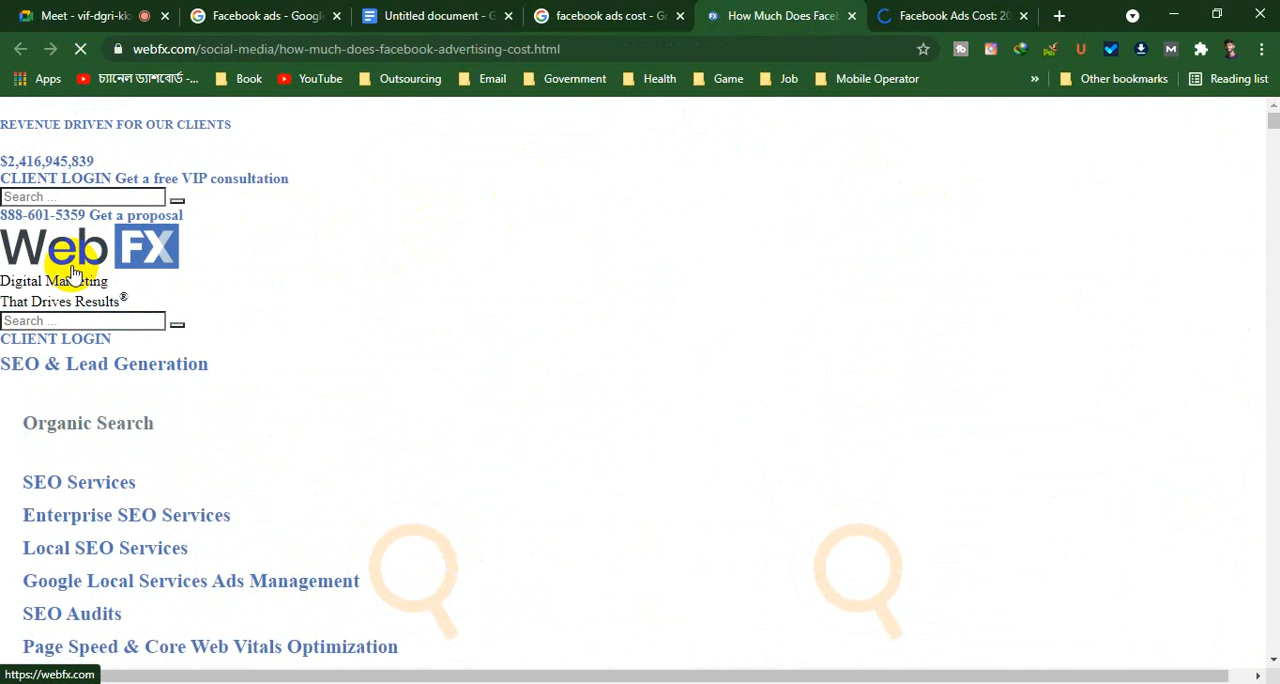 Meet - vif-dgri-kk Facebook ads - Googl Untitled document - G facebook ads cost - Go How Much Does Faceb Facebook Ads Cost: 20
webfx.com/social-media/how-much-does-facebook-advertising-cost.html
Apps চ্যানেল ড্যাশবোর্ড -... Book YouTube Outsourcing Email Government Health Game Job Mobile Operator » Other bookmarks Reading list
REVENUE DRIVEN FOR OUR CLIENTS
$2,416,945,839
CLIENT LOGIN Get a free VIP consultation
Search ...
888-601-5359 Get a proposal
WebFX
Digital Marketing
That Drives Results®
Search ...
CLIENT LOGIN
SEO & Lead Generation
Organic Search
SEO Services
Enterprise SEO Services
Local SEO Services
Google Local Services Ads Management
SEO Audits
Page Speed & Core Web Vitals Optimization
https://webfx.com